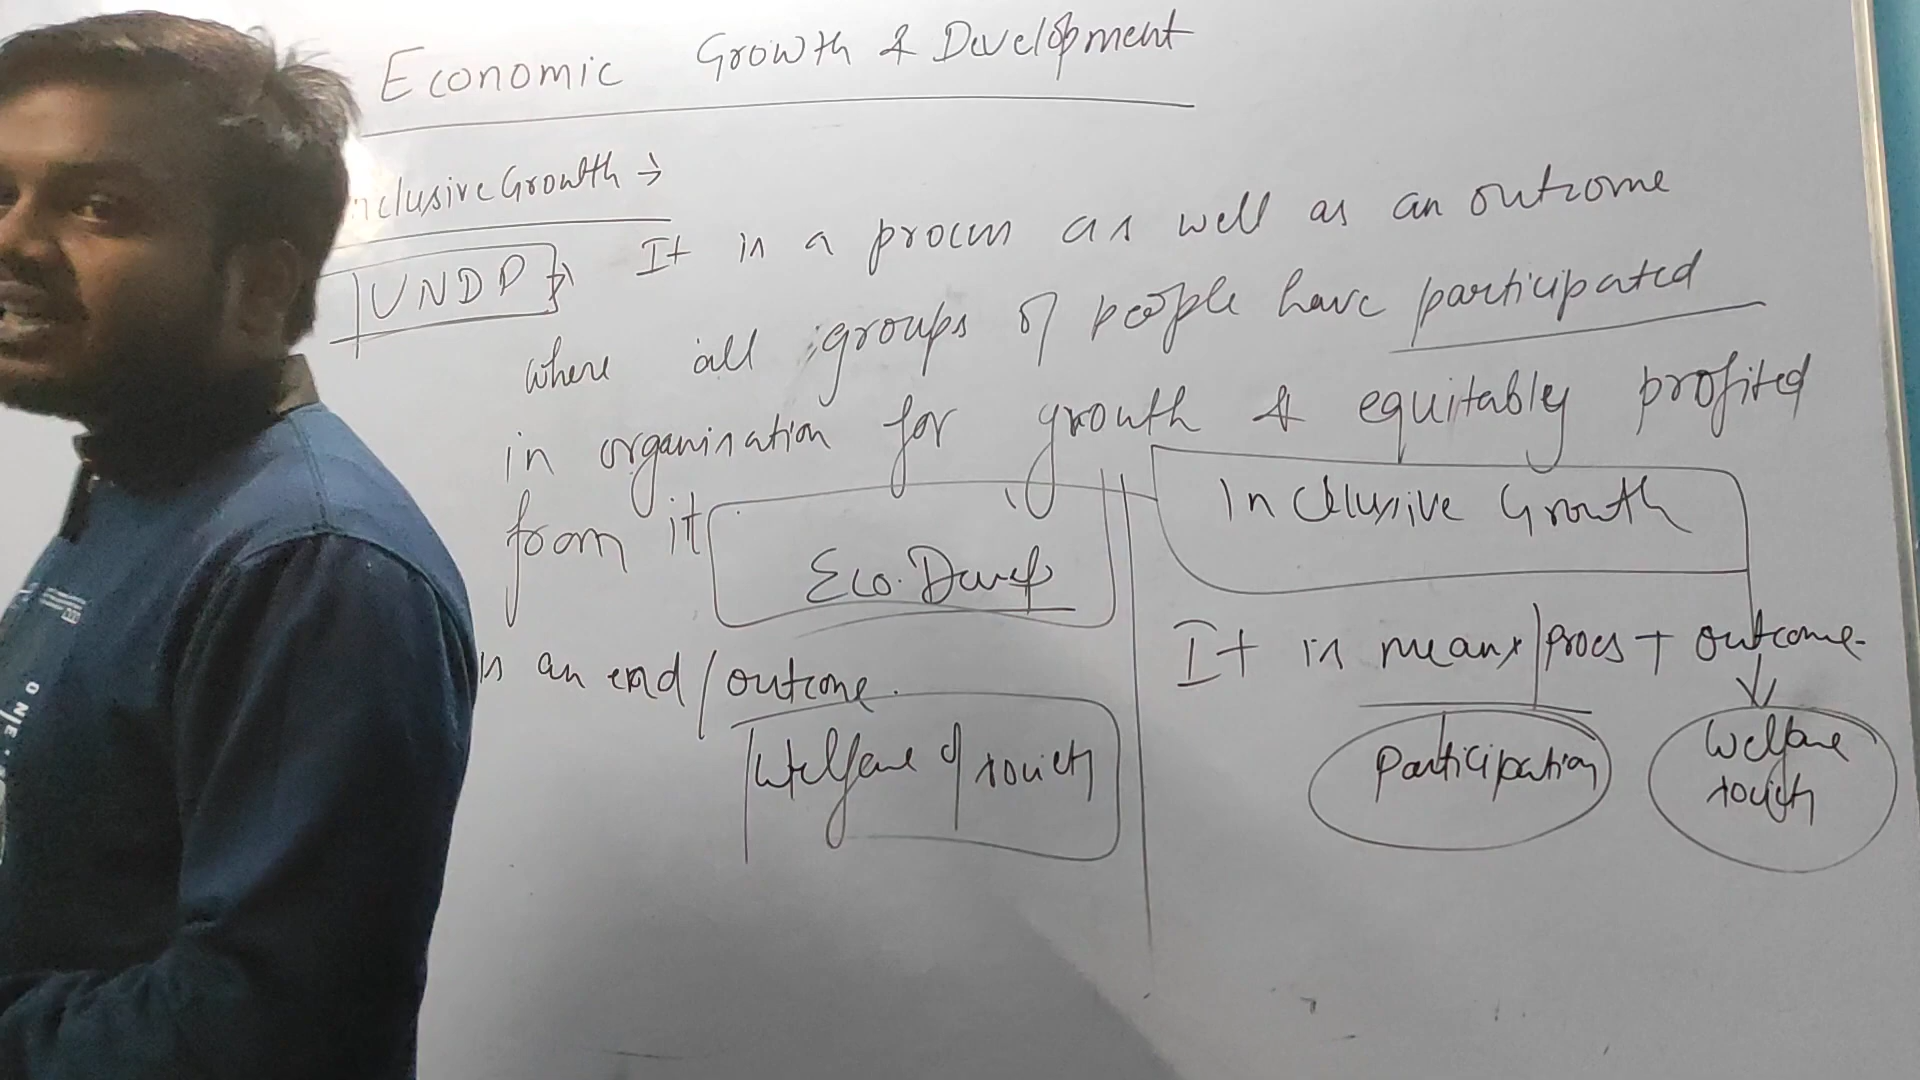 Economic Growth & Development
Inclusive Growth →
UNDP → It is a process as well as an outcome
where all groups of people have participated
in organisation for growth & equitably profited
from it
Eco. Devp
Inclusive Growth
is an end / outcome.
It is means / process + outcome
Welfare of society
Participation
Welfare society